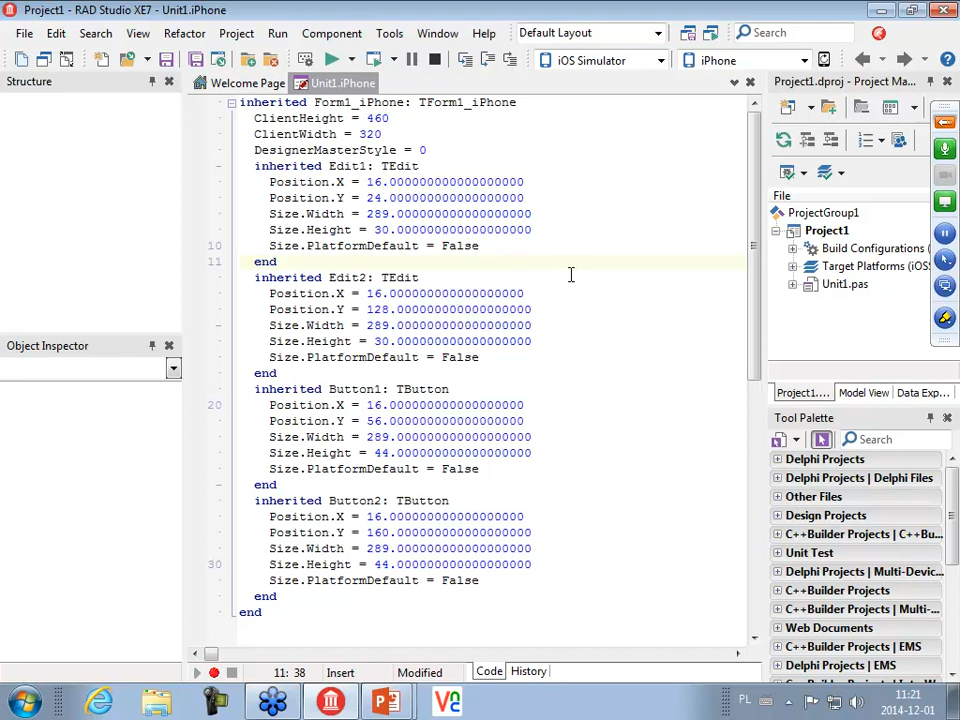 Project1 - RAD Studio XE7 - Unit1.iPhone
File Edit Search View Refactor Project Run Component Tools Window Help
Default Layout
Search
iOS Simulator
iPhone
Structure
Welcome Page
Unit1.iPhone
Object Inspector
inherited Form1_iPhone: TForm1_iPhone
ClientHeight = 460
ClientWidth = 320
DesignerMasterStyle = 0
inherited Edit1: TEdit
Position.X = 16.000000000000000000
Position.Y = 24.000000000000000000
Size.Width = 289.000000000000000000
Size.Height = 30.000000000000000000
10 Size.PlatformDefault = False
11 end
inherited Edit2: TEdit
Position.X = 16.000000000000000000
Position.Y = 128.000000000000000000
Size.Width = 289.000000000000000000
Size.Height = 30.000000000000000000
Size.PlatformDefault = False
end
inherited Button1: TButton
20 Position.X = 16.000000000000000000
Position.Y = 56.000000000000000000
Size.Width = 289.000000000000000000
Size.Height = 44.000000000000000000
Size.PlatformDefault = False
end
inherited Button2: TButton
Position.X = 16.000000000000000000
Position.Y = 160.000000000000000000
Size.Width = 289.000000000000000000
30 Size.Height = 44.000000000000000000
Size.PlatformDefault = False
end
end
11: 38 Insert Modified Code History
Project1.dproj - Project Ma...
File
ProjectGroup1
Project1
Build Configurations
Target Platforms (iOS
Unit1.pas
Project1.... Model View Data Exp...
Tool Palette
Search
Delphi Projects
Delphi Projects | Delphi Files
Other Files
Design Projects
C++Builder Projects | C++Bu...
Unit Test
Delphi Projects | Multi-Devic...
C++Builder Projects
C++Builder Projects | Multi-...
Web Documents
C++Builder Projects | EMS
Delphi Projects | EMS
PL
11:21
2014-12-01